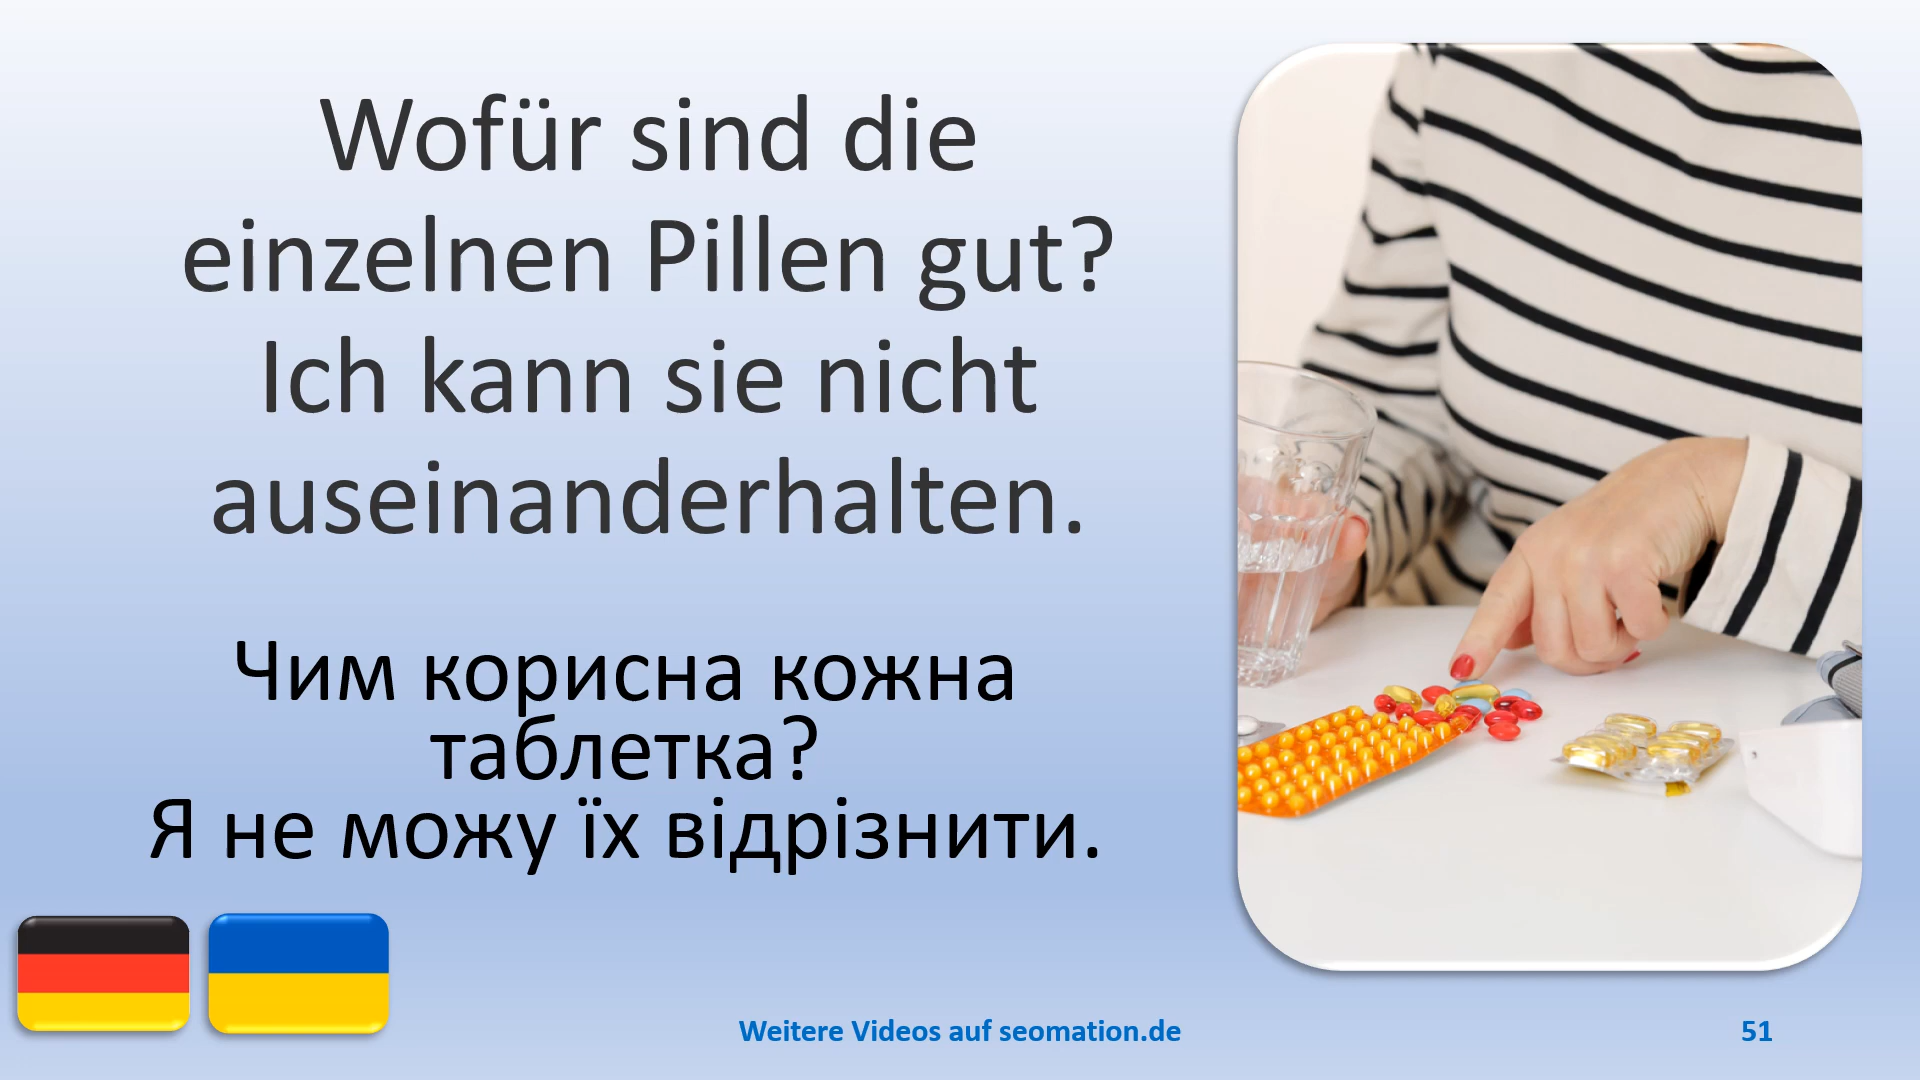 Wofür sind die
einzelnen Pillen gut?
Ich kann sie nicht
auseinanderhalten.
Чим корисна кожна
таблетка?
Я не можу їх відрізнити.
Weitere Videos auf seomation.de
51